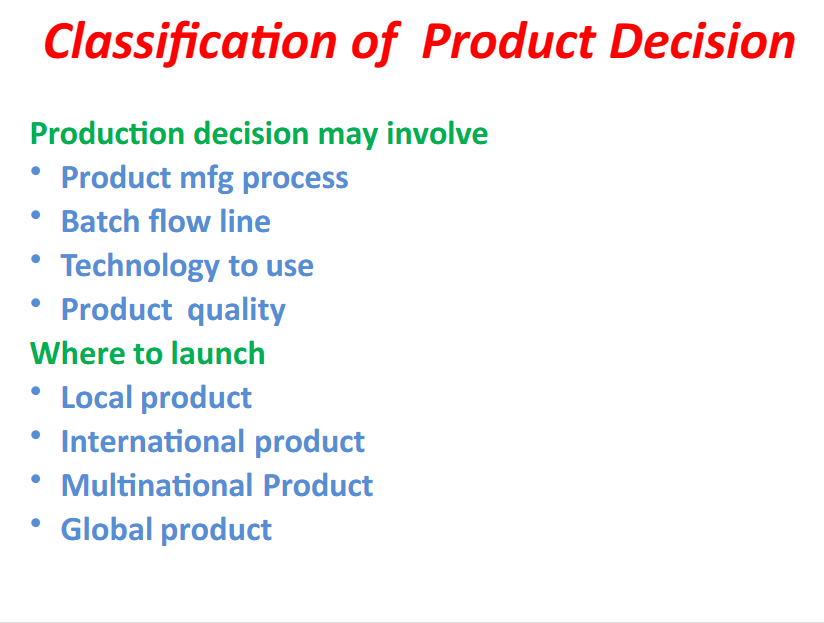 Classification of  Product Decision
Production decision may involve
• Product mfg process
• Batch flow line
• Technology to use
• Product  quality
Where to launch
• Local product
• International product
• Multinational Product
• Global product